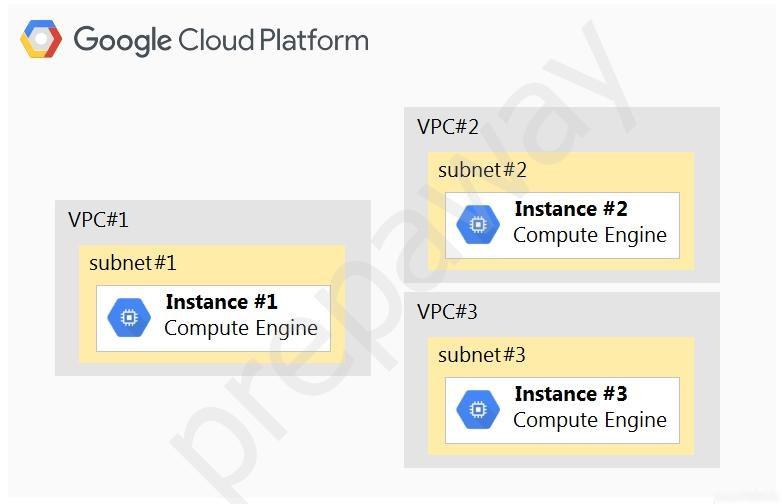 Google Cloud Platform
VPC#1
subnet#1
Instance #1
Compute Engine
VPC#2
subnet#2
Instance #2
Compute Engine
VPC#3
subnet#3
Instance #3
Compute Engine
prepaway